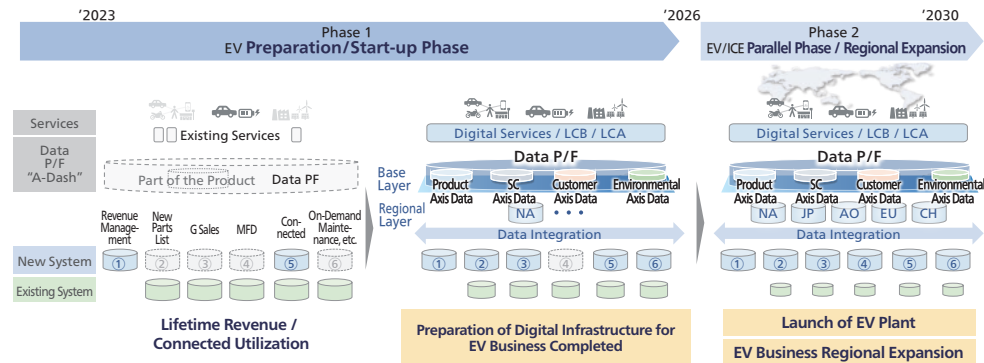 '2023
'2026
'2030
Phase 1
EV Preparation/Start-up Phase
Phase 2
EV/ICE Parallel Phase / Regional Expansion
Services
Data
P/F
"A-Dash"
New System
Existing System
Existing Services
Part of the Product Data PF
Revenue
Manage-
ment
New
Parts
List
G Sales
MFD
Con-
nected
On-Demand
Mainte-
nance, etc.
① ② ③ ④ ⑤ ⑥
Lifetime Revenue /
Connected Utilization
Digital Services / LCB / LCA
Data P/F
Base
Layer
Regional
Layer
Product
Axis Data
SC
Axis Data
Customer
Axis Data
Environmental
Axis Data
NA • • •
Data Integration
① ② ③ ④ ⑤ ⑥
Preparation of Digital Infrastructure for
EV Business Completed
Digital Services / LCB / LCA
Data P/F
Product
Axis Data
SC
Axis Data
Customer
Axis Data
Environmental
Axis Data
NA JP AO EU CH
Data Integration
① ② ③ ④ ⑤ ⑥
Launch of EV Plant
EV Business Regional Expansion